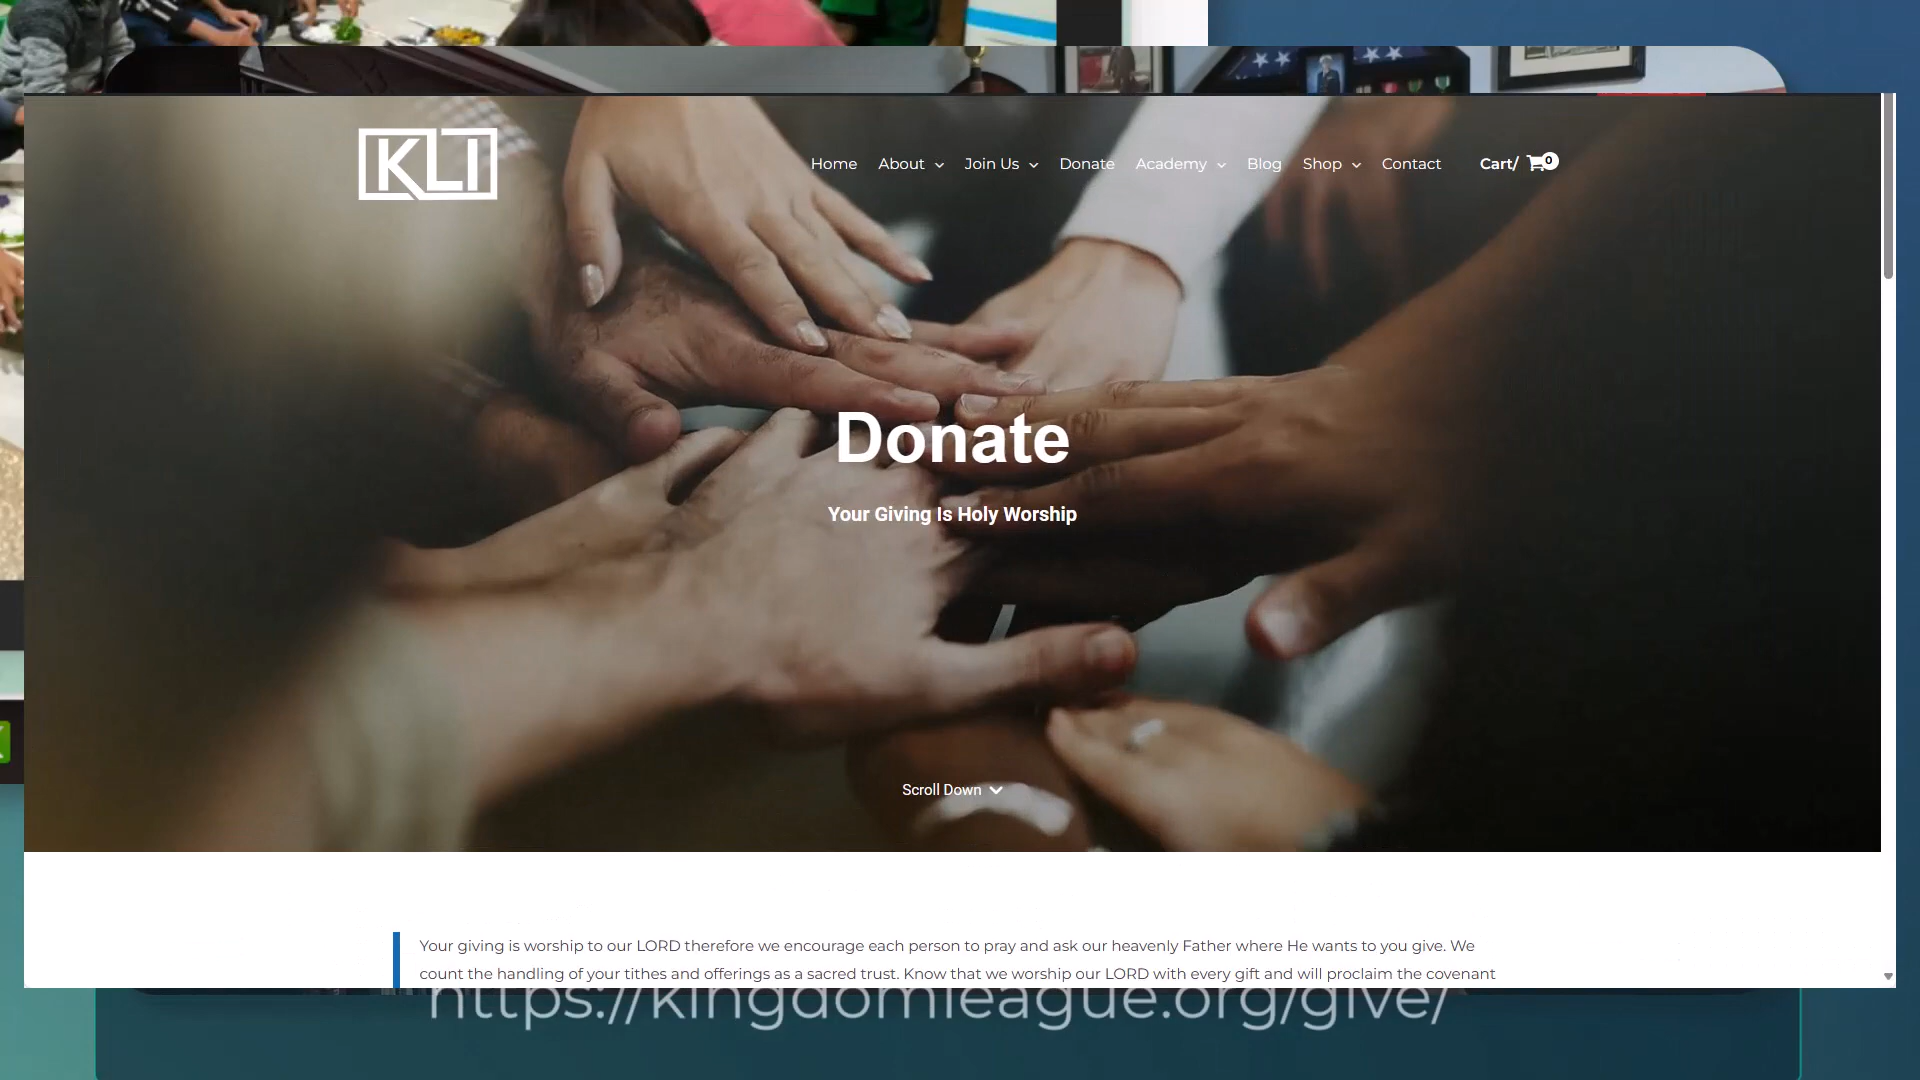 KLI
Home About Join Us Donate Academy Blog Shop Contact Cart/ 0
Donate
Your Giving Is Holy Worship
Scroll Down
Your giving is worship to our LORD therefore we encourage each person to pray and ask our heavenly Father where He wants to you give. We
count the handling of your tithes and offerings as a sacred trust. Know that we worship our LORD with every gift and will proclaim the covenant
https://kingdomleague.org/give/